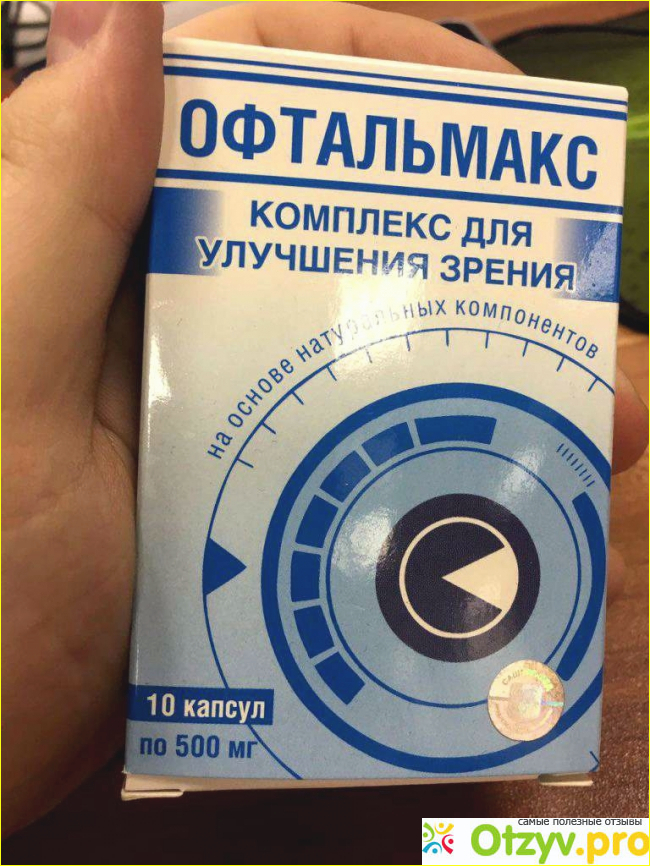 ОФТАЛЬМАКС
КОМПЛЕКС ДЛЯ
УЛУЧШЕНИЯ ЗРЕНИЯ
на основе натуральных компонентов
10 капсул
по 500 мг
самые полезные отзывы
Otzyv.pro